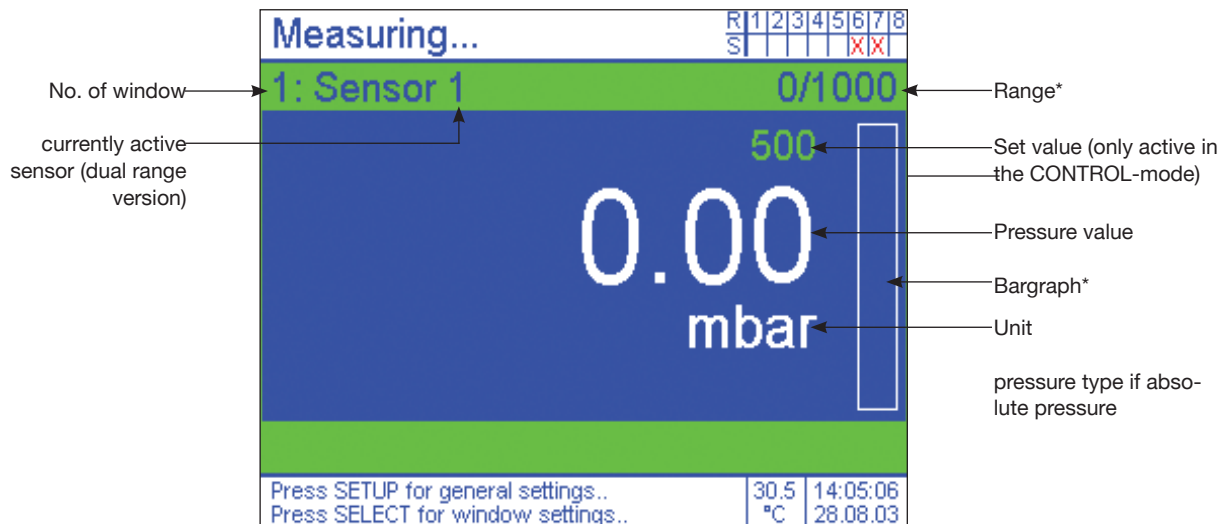 Measuring...
R 1 2 3 4 5 6 7 8
S X X
1: Sensor 1
0/1000
500
0.00
mbar
Press SETUP for general settings..
Press SELECT for window settings..
30.5
°C
14:05:06
28.08.03
No. of window
currently active
sensor (dual range
version)
Range*
Set value (only active in
the CONTROL-mode)
Pressure value
Bargraph*
Unit
pressure type if abso-
lute pressure